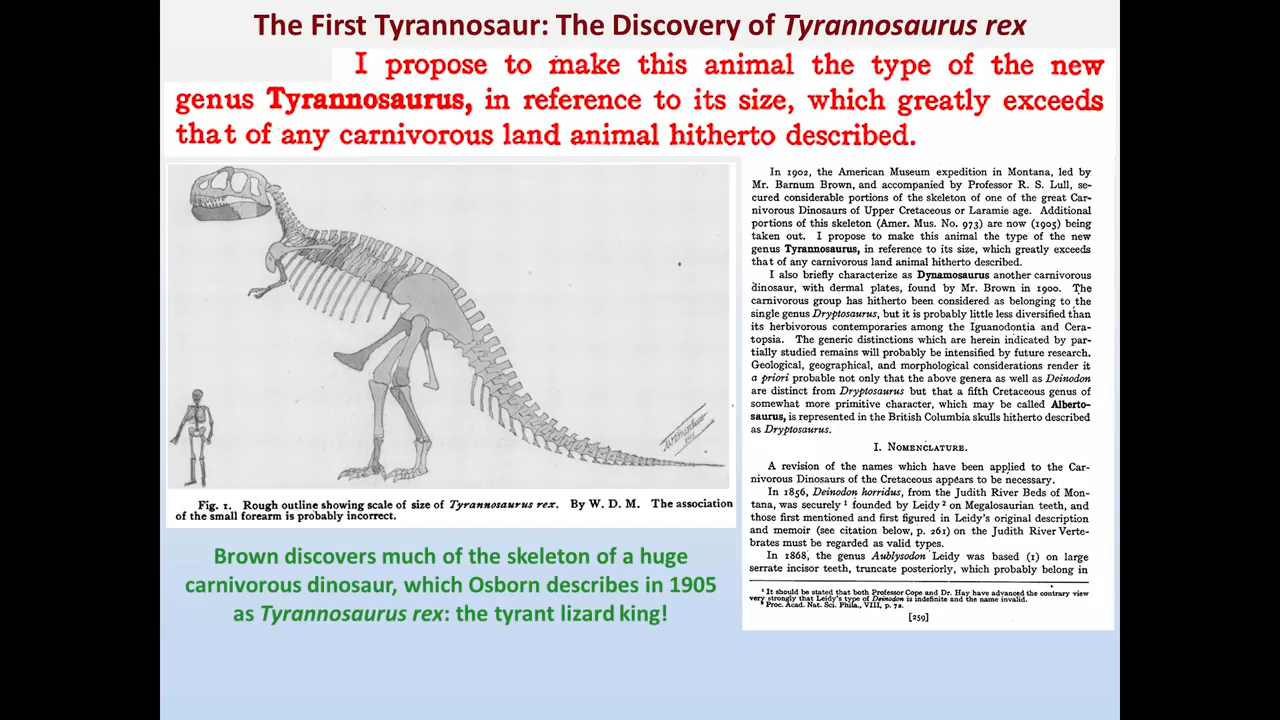 The First Tyrannosaur: The Discovery of Tyrannosaurus rex
I propose to make this animal the type of the new
genus Tyrannosaurus, in reference to its size, which greatly exceeds
that of any carnivorous land animal hitherto described.
Fig. 1. Rough outline showing scale of size of Tyrannosaurus rex. By W. D. M. The association
of the small forearm is probably incorrect.
Brown discovers much of the skeleton of a huge
carnivorous dinosaur, which Osborn describes in 1905
as Tyrannosaurus rex: the tyrant lizard king!
In 1902, the American Museum expedition in Montana, led by
Mr. Barnum Brown, and accompanied by Professor R. S. Lull, se-
cured considerable portions of the skeleton of one of the great Car-
nivorous Dinosaurs of Upper Cretaceous or Laramie age. Additional
portions of this skeleton (Amer. Mus. No. 973) are now (1905) being
taken out. I propose to make this animal the type of the new
genus Tyrannosaurus, in reference to its size, which greatly exceeds
that of any carnivorous land animal hitherto described.
I also briefly characterize as Dynamosaurus another carnivorous
dinosaur, with dermal plates, found by Mr. Brown in 1900. The
carnivorous group has hitherto been considered as belonging to the
single genus Dryptosaurus, but it is probably little less diversified than
its herbivorous contemporaries among the Iguanodontia and Cera-
topsia. The generic distinctions which are herein indicated by par-
tially studied remains will probably be intensified by future research.
Geological, geographical, and morphological considerations render it
a priori probable not only that the above genera as well as Deinodon
are distinct from Dryptosaurus but that a fifth Cretaceous genus of
somewhat more primitive character, which may be called Alberto-
saurus, is represented in the British Columbia skulls hitherto described
as Dryptosaurus.
I. Nomenclature.
A revision of the names which have been applied to the Car-
nivorous Dinosaurs of the Cretaceous appears to be necessary.
In 1856, Deinodon horridus, from the Judith River Beds of Mon-
tana, was securely ¹ founded by Leidy ² on Megalosaurian teeth, and
those first mentioned and first figured in Leidy's original description
and memoir (see citation below, p. 261) on the Judith River Verte-
brates must be regarded as valid types.
In 1868, the genus Aublysodon Leidy was based (1) on large
serrate incisor teeth, truncate posteriorly, which probably belong in
¹ It should be stated that both Professor Cope and Dr. Hay have advanced the contrary view
very strongly that Leidy's type of Deinodon is indefinite and the name invalid.
² Proc. Acad. Nat. Sci. Phila., VIII, p. 72.
[259]